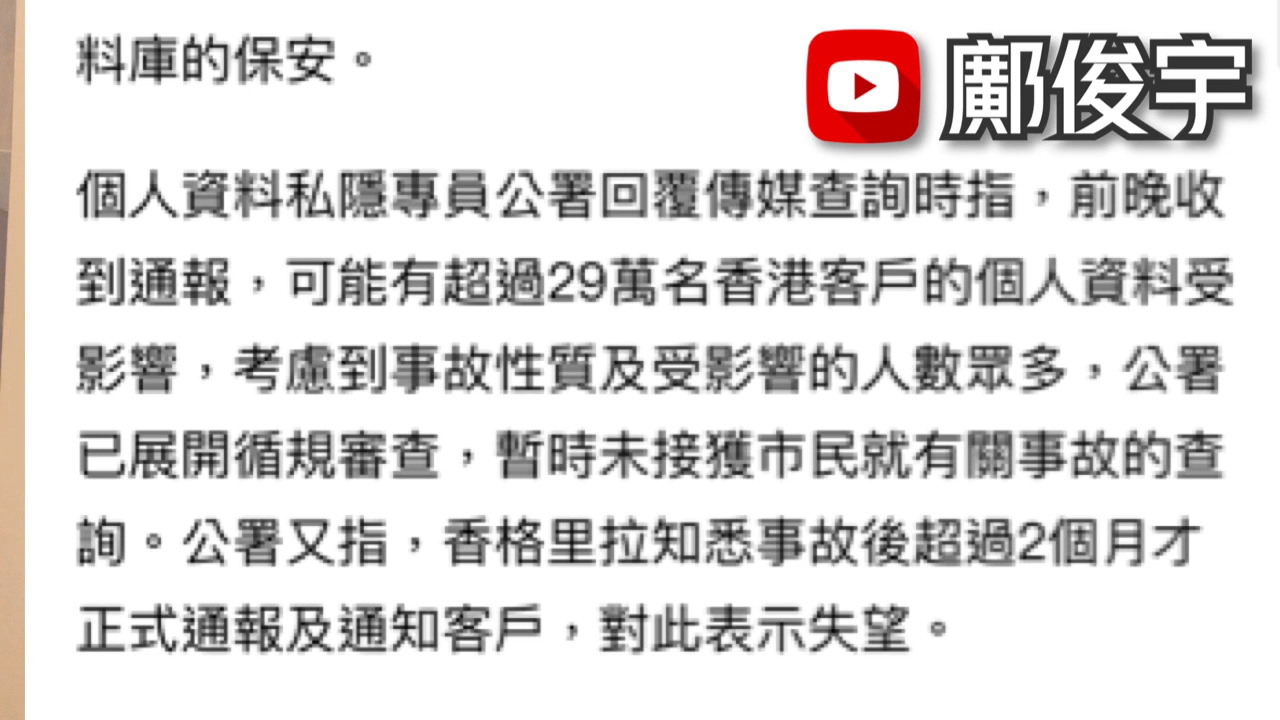 料庫的保安。
鄺俊宇
個人資料私隱專員公署回覆傳媒查詢時指，前晚收
到通報，可能有超過29萬名香港客戶的個人資料受
影響，考慮到事故性質及受影響的人數眾多，公署
已展開循規審查，暫時未接獲市民就有關事故的查
詢。公署又指，香格里拉知悉事故後超過2個月才
正式通報及通知客戶，對此表示失望。